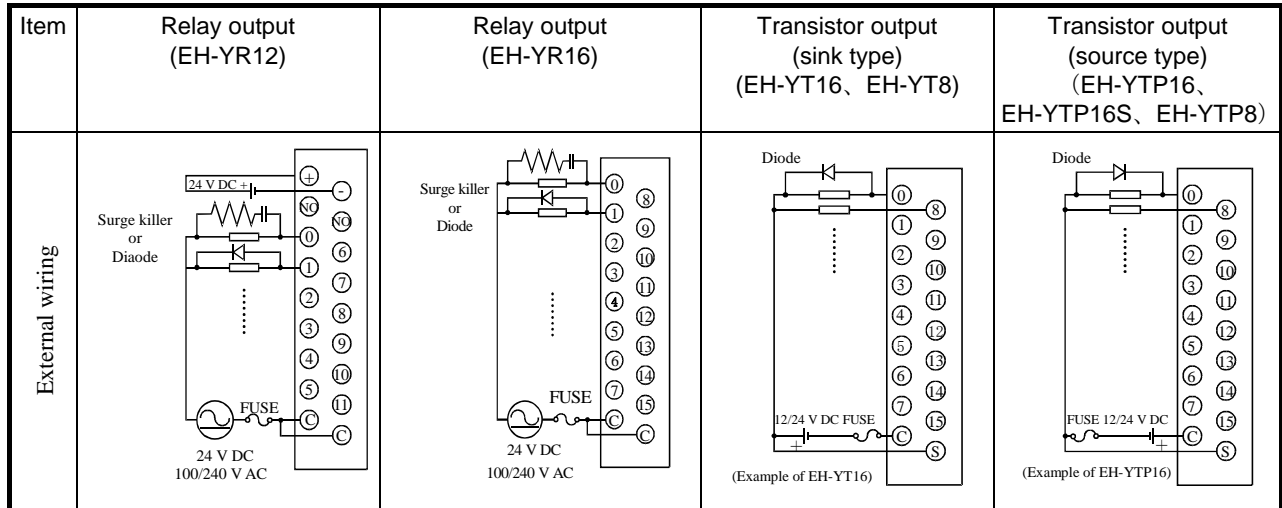 Item
Relay output
(EH-YR12)
Relay output
(EH-YR16)
Transistor output
(sink type)
(EH-YT16、EH-YT8)
Transistor output
(source type)
（EH-YTP16、
EH-YTP16S、EH-YTP8）
External wiring
24 V DC +
+
-
NO
NO
Surge killer
or
Diaode
0
6
1
7
2
8
3
9
4
10
5
11
FUSE
C
C
24 V DC
100/240 V AC
Surge killer
or
Diode
0
8
1
9
2
10
3
11
4
12
5
13
6
14
7
15
FUSE
C
C
24 V DC
100/240 V AC
Diode
0
8
1
9
2
10
3
11
4
12
5
13
6
14
7
15
12/24 V DC FUSE
+
C
S
(Example of EH-YT16)
Diode
0
8
1
9
2
10
3
11
4
12
5
13
6
14
7
15
FUSE 12/24 V DC
+
C
S
(Example of EH-YTP16)